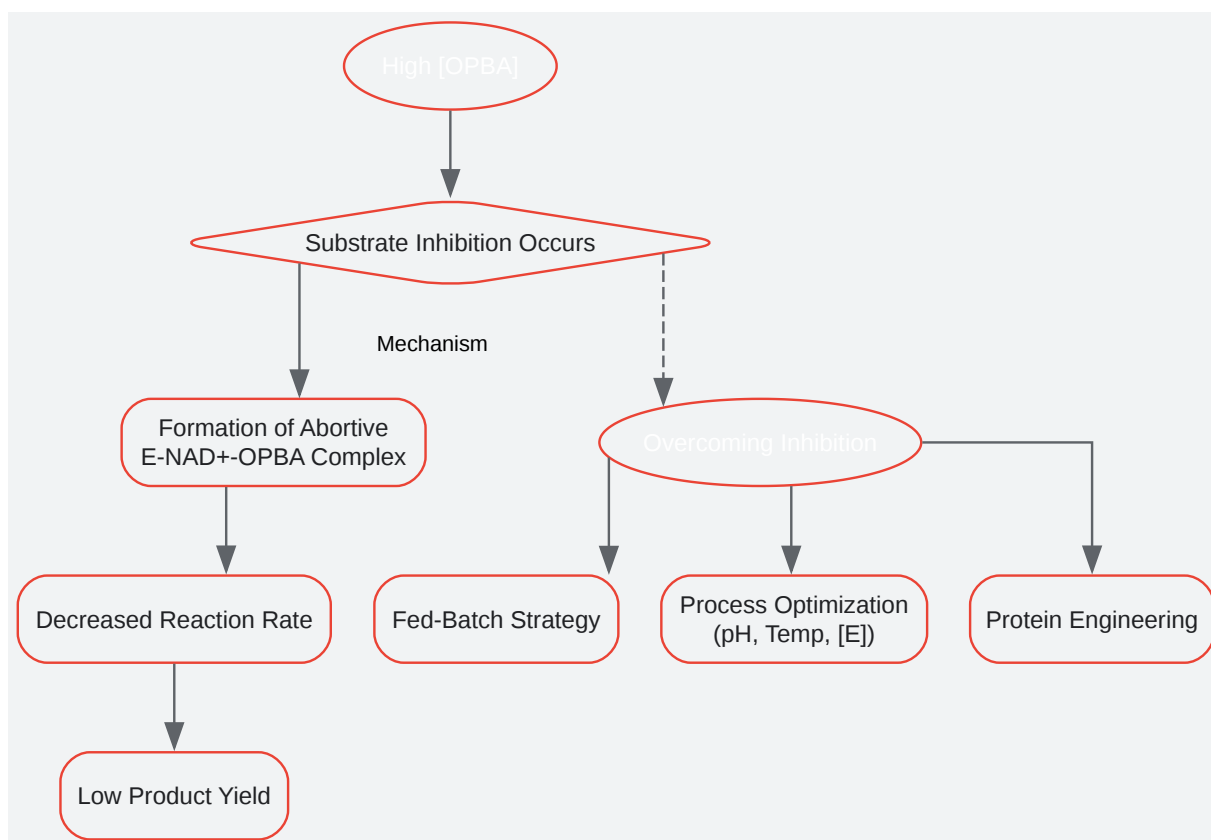 High [OPBA]
Substrate Inhibition Occurs
Mechanism
Formation of Abortive
E-NAD+-OPBA Complex
Overcoming Inhibition
Decreased Reaction Rate
Fed-Batch Strategy
Process Optimization
(pH, Temp, [E])
Protein Engineering
Low Product Yield